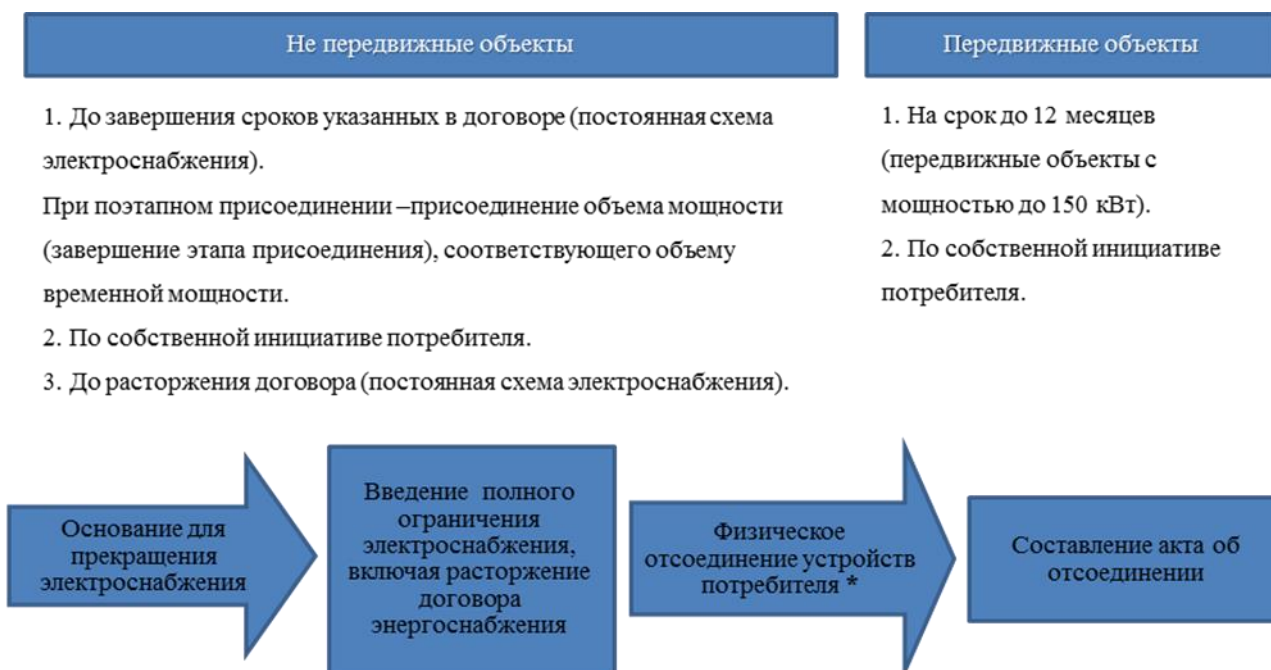 Не передвижные объекты
1. До завершения сроков указанных в договоре (постоянная схема
электроснабжения).
При поэтапном присоединении –присоединение объема мощности
(завершение этапа присоединения), соответствующего объему
временной мощности.
2. По собственной инициативе потребителя.
3. До расторжения договора (постоянная схема электроснабжения).
Передвижные объекты
1. На срок до 12 месяцев
(передвижные объекты с
мощностью до 150 кВт).
2. По собственной инициативе
потребителя.
Основание для
прекращения
электроснабжения
Введение полного
ограничения
электроснабжения,
включая расторжение
договора
энергоснабжения
Физическое
отсоединение устройств
потребителя *
Составление акта об
отсоединении